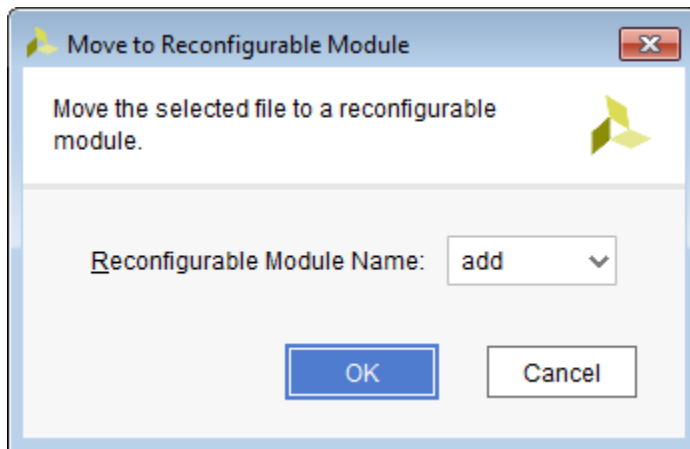 Move to Reconfigurable Module
Move the selected file to a reconfigurable
module.
Reconfigurable Module Name: add
OK Cancel